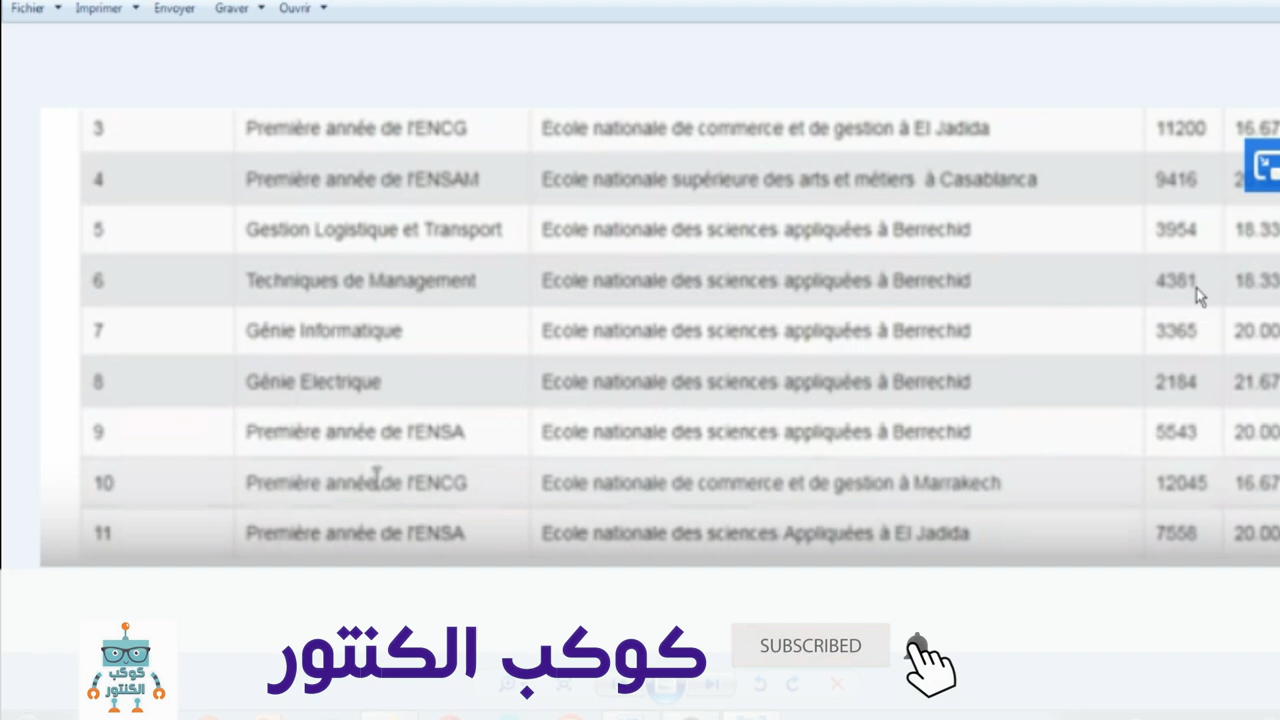 Fichier Imprimer Envoyer Graver Ouvrir
3 Première année de l'ENCG Ecole nationale de commerce et de gestion à El Jadida 11200 16.67
4 Première année de l'ENSAM Ecole nationale supérieure des arts et métiers à Casablanca 9416 2
5 Gestion Logistique et Transport Ecole nationale des sciences appliquées à Berrechid 3954 18.33
6 Techniques de Management Ecole nationale des sciences appliquées à Berrechid 4381 18.33
7 Génie Informatique Ecole nationale des sciences appliquées à Berrechid 3365 20.00
8 Génie Electrique Ecole nationale des sciences appliquées à Berrechid 2184 21.67
9 Première année de l'ENSA Ecole nationale des sciences appliquées à Berrechid 5543 20.00
10 Première année de l'ENCG Ecole nationale de commerce et de gestion à Marrakech 12045 16.67
11 Première année de l'ENSA Ecole nationale des sciences Appliquées à El Jadida 7558 20.00
كوكب الكنتور
SUBSCRIBED
كوكب
الكنتور